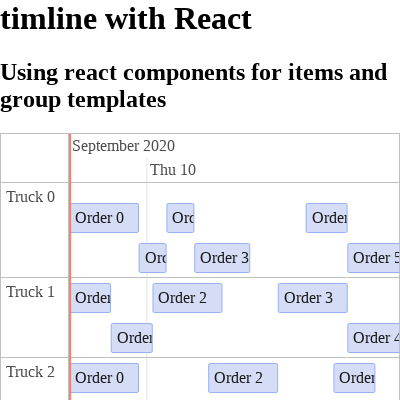 timline with React
Using react components for items and
group templates
September 2020
Thu 10
Truck 0
Order 0
Orc
Order
Orc
Order 3
Order 5
Truck 1
Order
Order 2
Order 3
Order
Order 4
Truck 2
Order 0
Order 2
Order